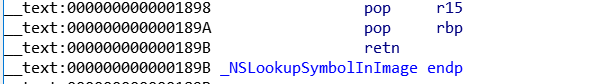 __text:0000000000001898 pop r15
__text:000000000000189A pop rbp
__text:000000000000189B retn
__text:000000000000189B _NSLookupSymbolInImage endp